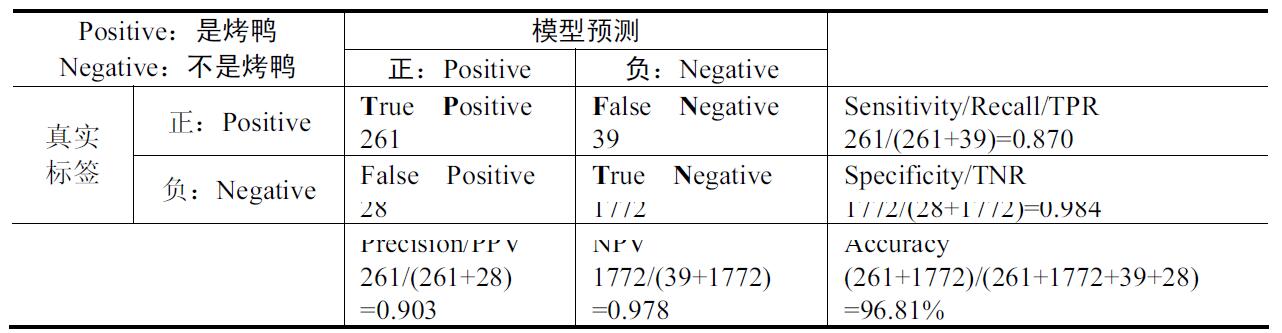 Positive：是烤鸭
Negative：不是烤鸭
模型预测
正：Positive
负：Negative
真实
标签
正：Positive
True Positive
261
False Negative
39
Sensitivity/Recall/TPR
261/(261+39)=0.870
负：Negative
False Positive
28
True Negative
1772
Specificity/TNR
1772/(28+1772)=0.984
Precision/PPV
261/(261+28)
=0.903
NPV
1772/(39+1772)
=0.978
Accuracy
(261+1772)/(261+1772+39+28)
=96.81%